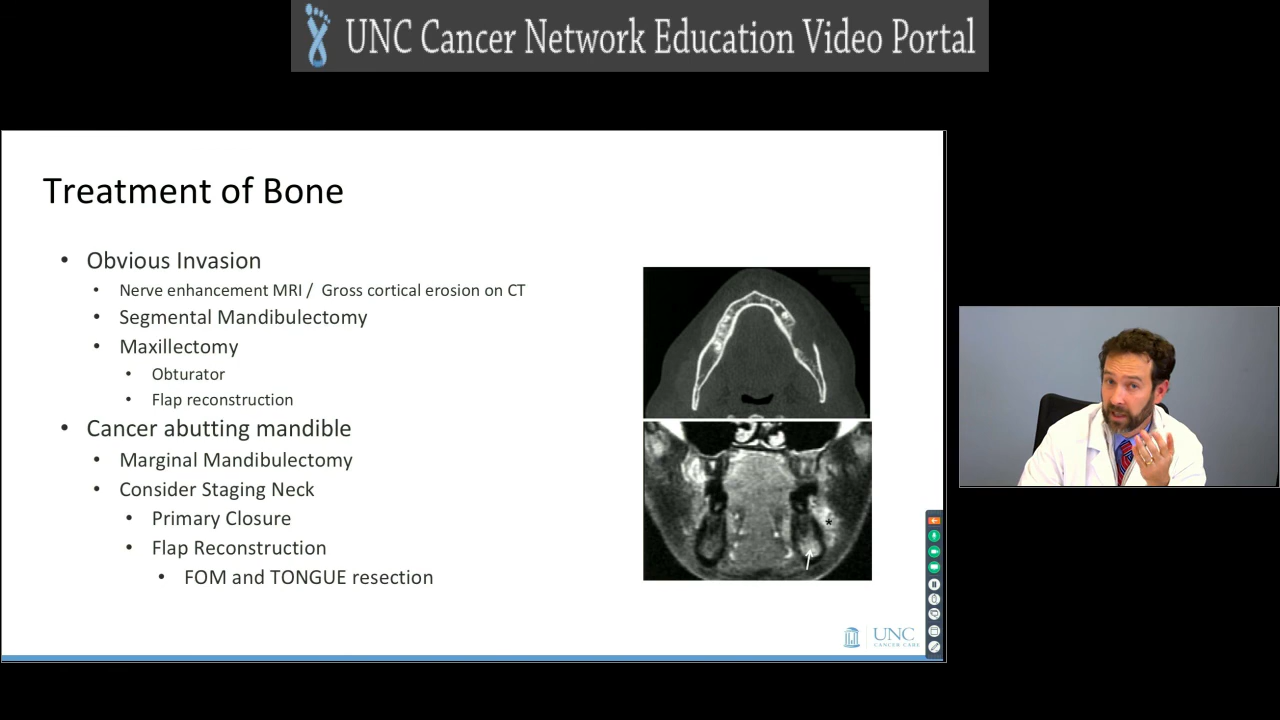 UNC Cancer Network Education Video Portal
Treatment of Bone
• Obvious Invasion
• Nerve enhancement MRI / Gross cortical erosion on CT
• Segmental Mandibulectomy
• Maxillectomy
• Obturator
• Flap reconstruction
• Cancer abutting mandible
• Marginal Mandibulectomy
• Consider Staging Neck
• Primary Closure
• Flap Reconstruction
• FOM and TONGUE resection
*
UNC
CANCER CARE